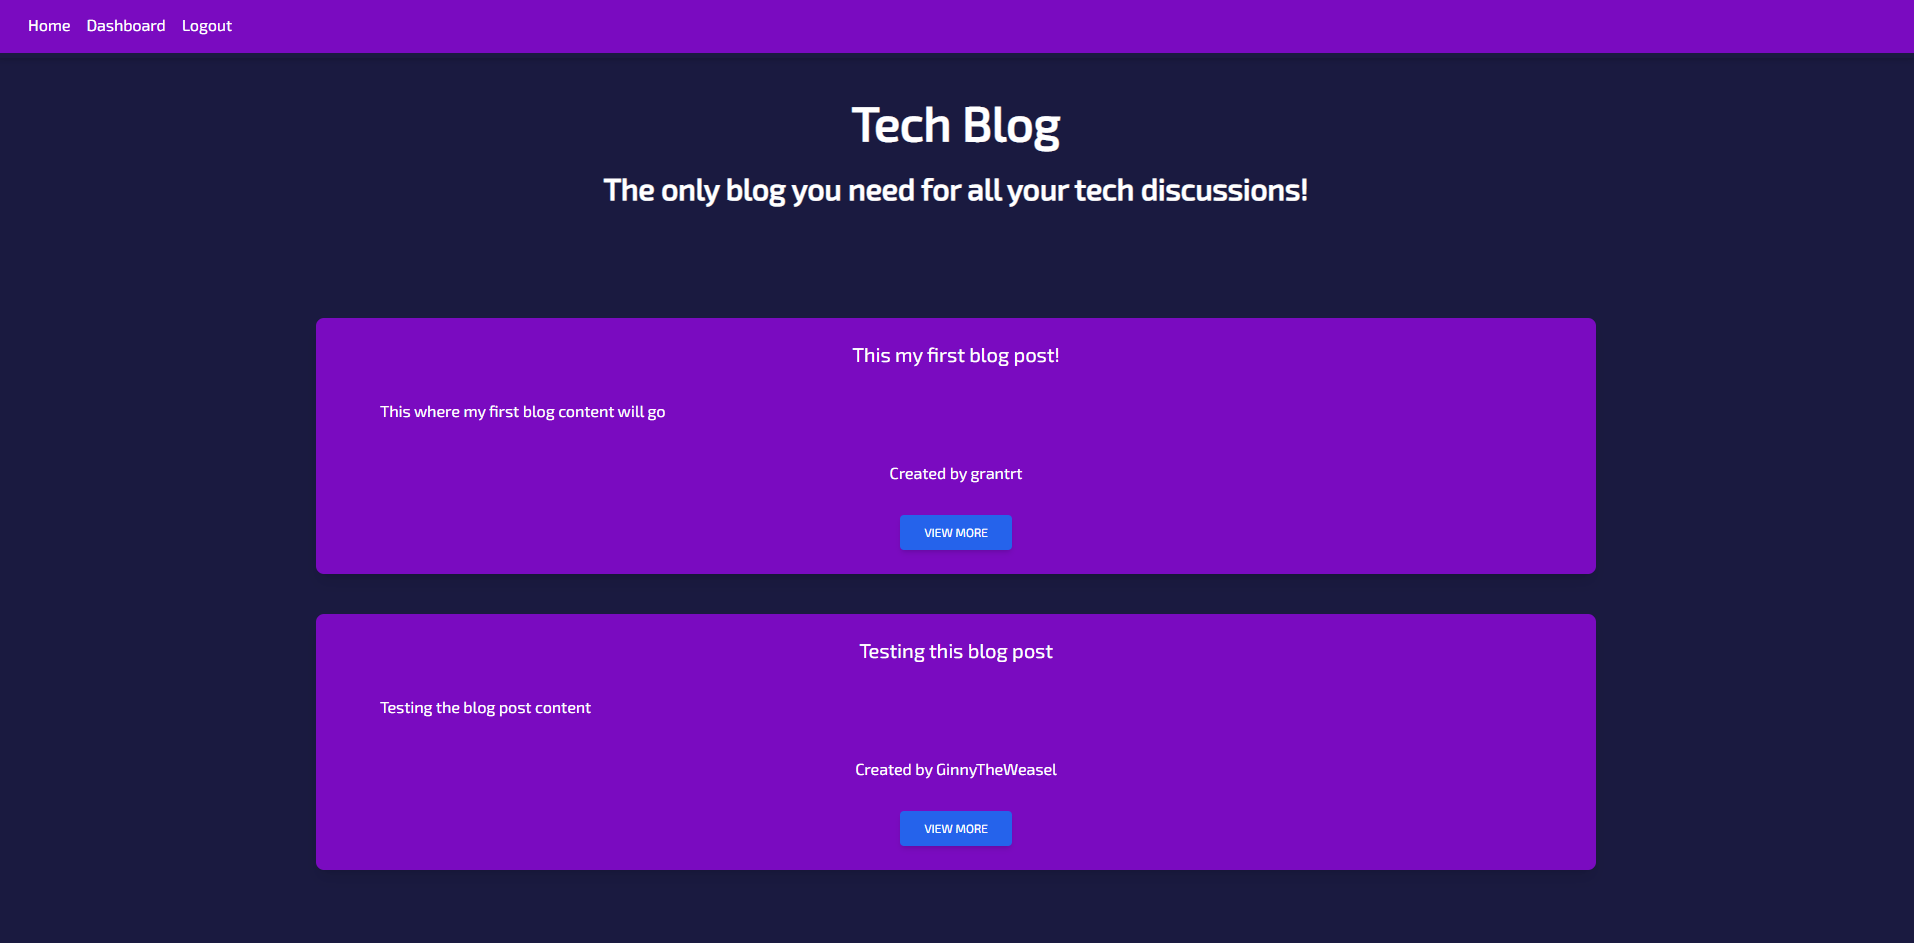 Home Dashboard Logout
Tech Blog
The only blog you need for all your tech discussions!
This my first blog post!
This where my first blog content will go
Created by grantrt
VIEW MORE
Testing this blog post
Testing the blog post content
Created by GinnyTheWeasel
VIEW MORE